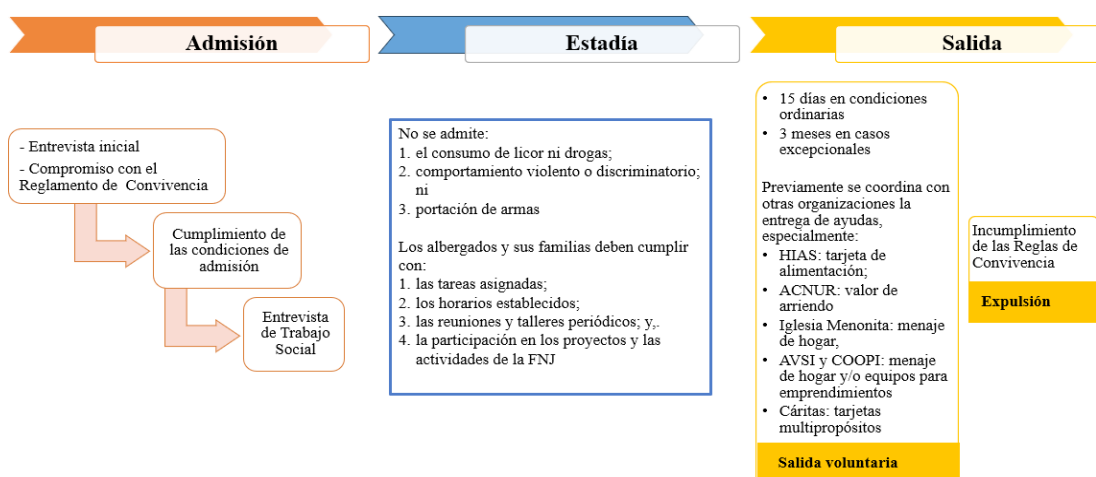 Admisión
Estadía
Salida
- Entrevista inicial
- Compromiso con el
Reglamento de Convivencia
Cumplimiento de
las condiciones de
admisión
Entrevista
de Trabajo
Social
No se admite:
1. el consumo de licor ni drogas;
2. comportamiento violento o discriminatorio;
ni
3. portación de armas
Los albergados y sus familias deben cumplir
con:
1. las tareas asignadas;
2. los horarios establecidos;
3. las reuniones y talleres periódicos; y,.
4. la participación en los proyectos y las
actividades de la FNJ
• 15 días en condiciones
ordinarias
• 3 meses en casos
excepcionales
Previamente se coordina con
otras organizaciones la
entrega de ayudas,
especialmente:
• HIAS: tarjeta de
alimentación;
• ACNUR: valor de
arriendo
• Iglesia Menonita: menaje
de hogar,
• AVSI y COOPI: menaje
de hogar y/o equipos para
emprendimientos
• Cáritas: tarjetas
multipropósitos
Salida voluntaria
Incumplimiento
de las Reglas de
Convivencia
Expulsión